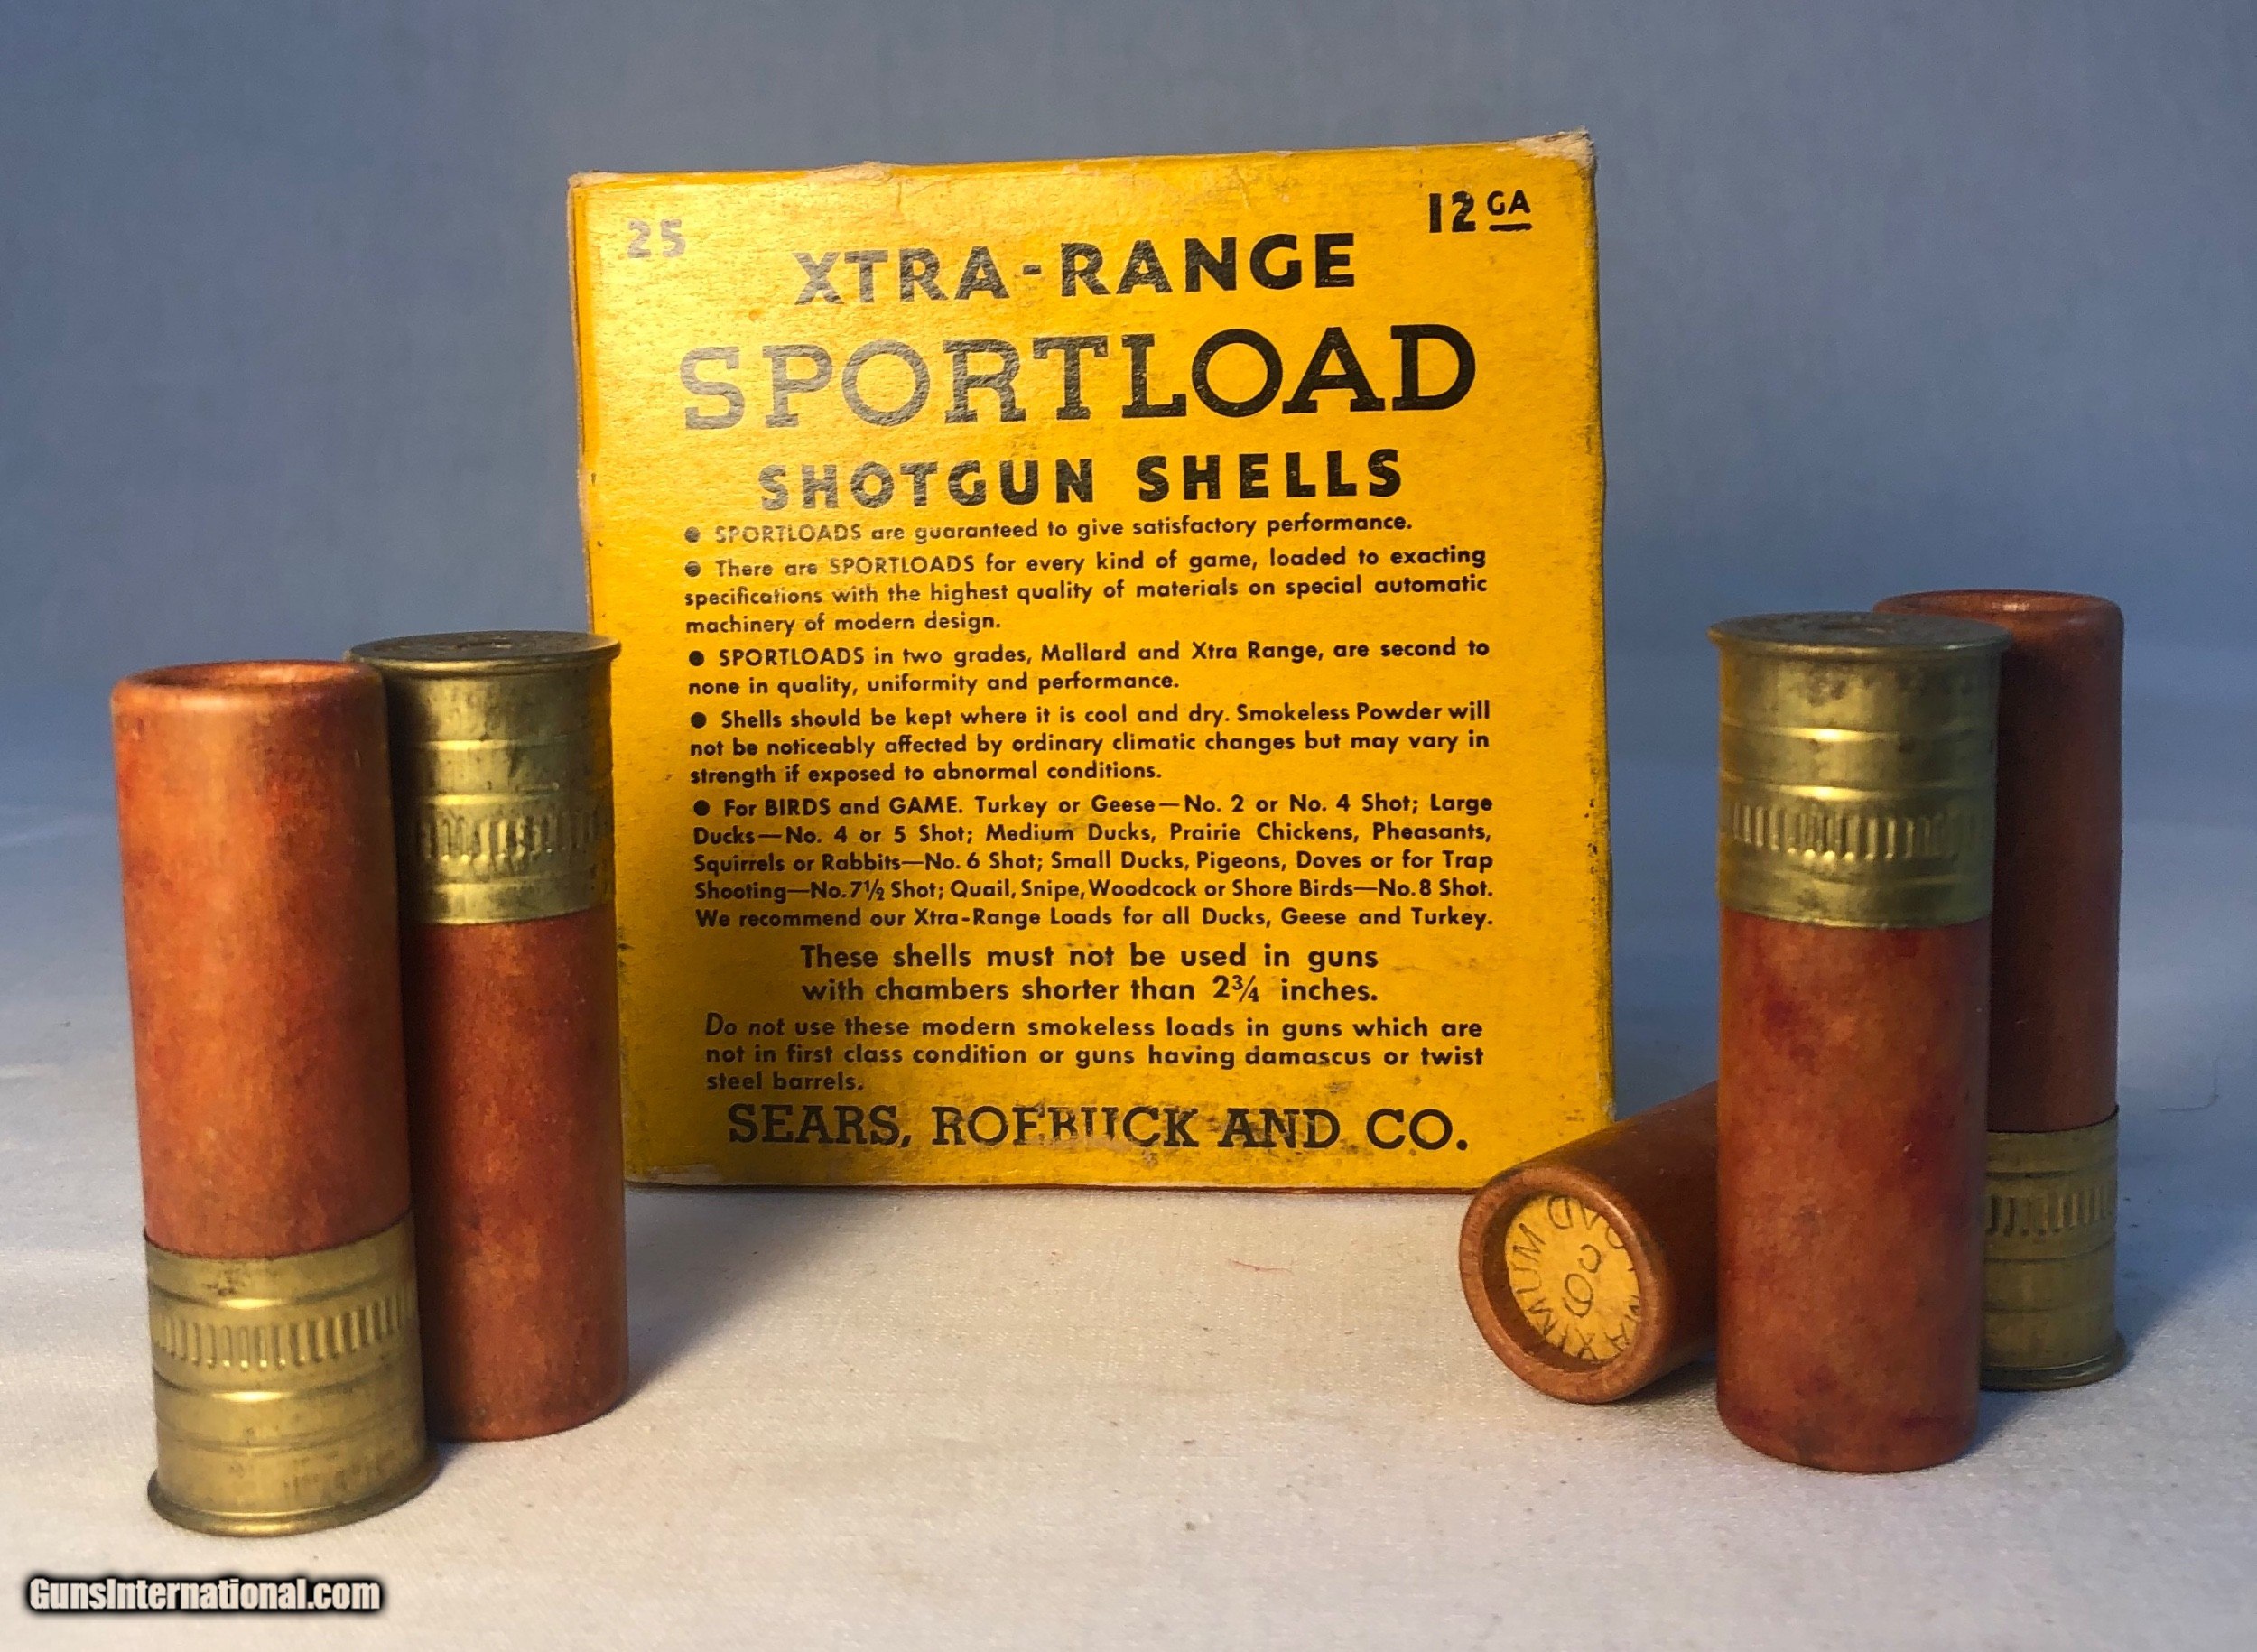 25
12 GA
XTRA-RANGE
SPORTLOAD
SHOTGUN SHELLS
● SPORTLOADS are guaranteed to give satisfactory performance.
● There are SPORTLOADS for every kind of game, loaded to exacting
specifications with the highest quality of materials on special automatic
machinery of modern design.
● SPORTLOADS in two grades, Mallard and Xtra Range, are second to
none in quality, uniformity and performance.
● Shells should be kept where it is cool and dry. Smokeless Powder will
not be noticeably affected by ordinary climatic changes but may vary in
strength if exposed to abnormal conditions.
● For BIRDS and GAME. Turkey or Geese—No. 2 or No. 4 Shot; Large
Ducks—No. 4 or 5 Shot; Medium Ducks, Prairie Chickens, Pheasants,
Squirrels or Rabbits—No. 6 Shot; Small Ducks, Pigeons, Doves or for Trap
Shooting—No. 7½ Shot; Quail, Snipe, Woodcock or Shore Birds—No. 8 Shot.
We recommend our Xtra-Range Loads for all Ducks, Geese and Turkey.
These shells must not be used in guns
with chambers shorter than 2¾ inches.
Do not use these modern smokeless loads in guns which are
not in first class condition or guns having damascus or twist
steel barrels.
SEARS, ROEBUCK AND CO.
MAXIMUM
GunsInternational.com